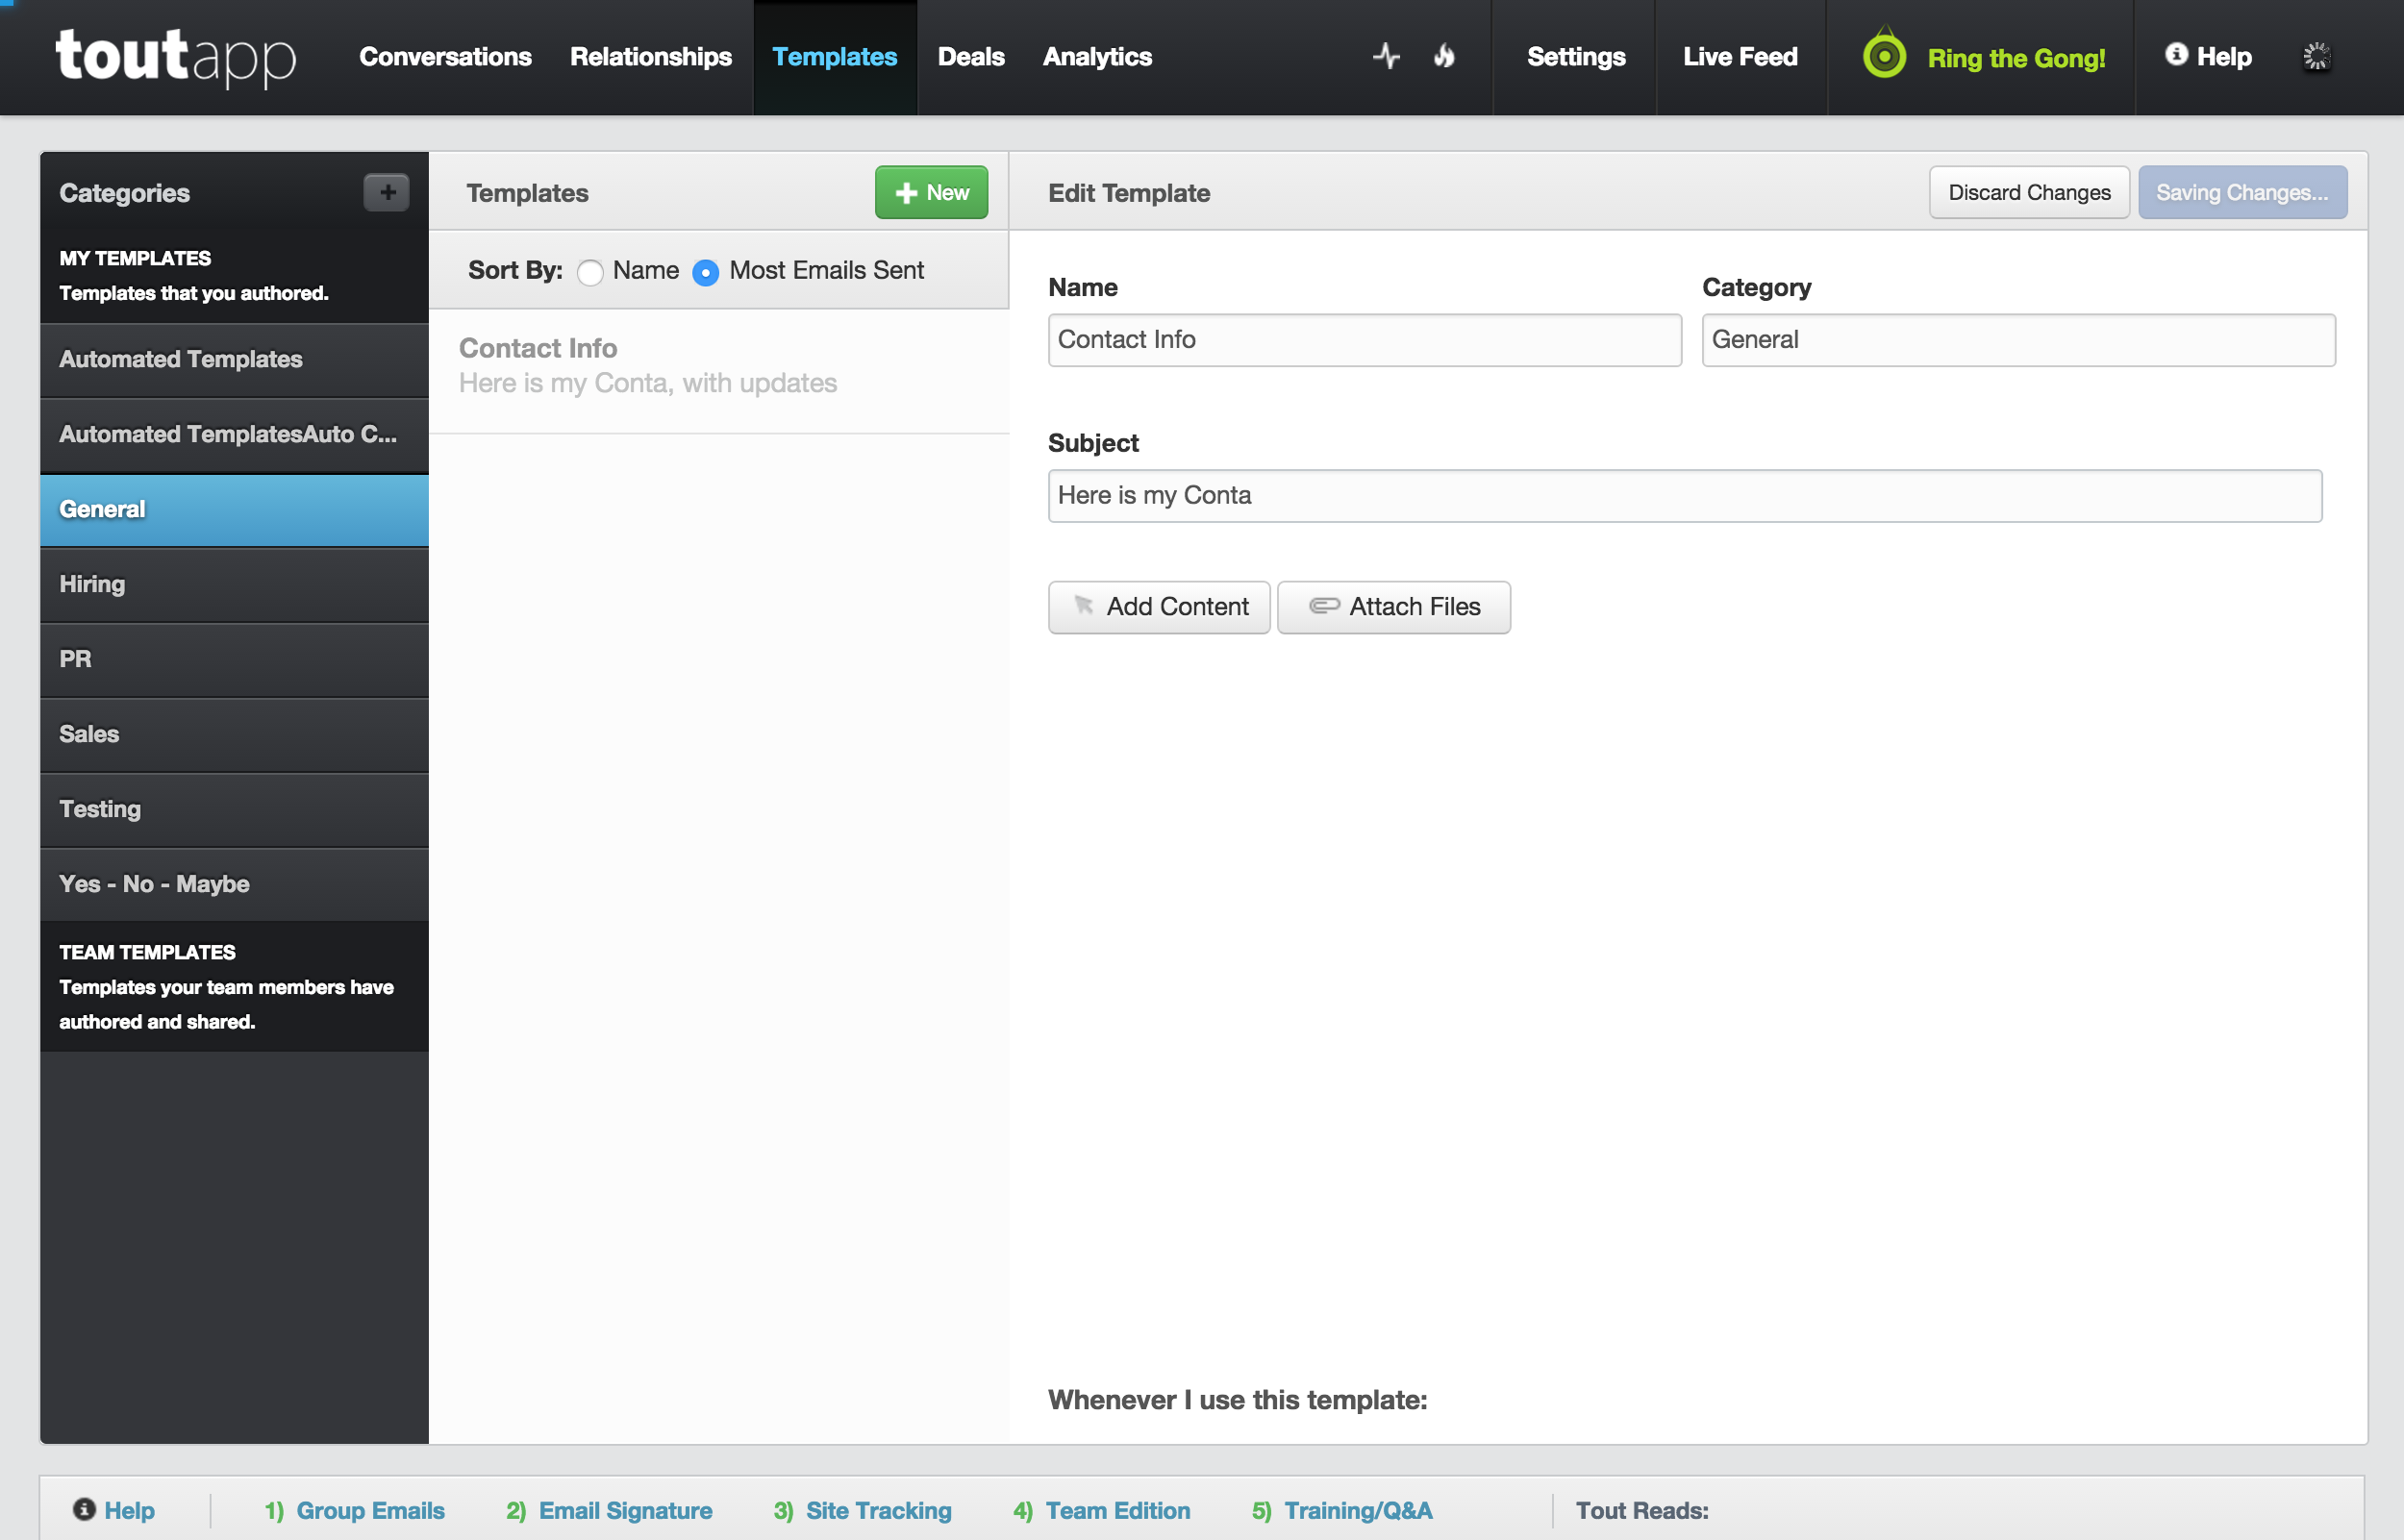 toutapp
Conversations Relationships Templates Deals Analytics Settings Live Feed Ring the Gong! Help
Categories
MY TEMPLATES
Templates that you authored.
Automated Templates
Automated TemplatesAuto C...
General
Hiring
PR
Sales
Testing
Yes - No - Maybe
TEAM TEMPLATES
Templates your team members have
authored and shared.
Templates New
Sort By: Name Most Emails Sent
Contact Info
Here is my Conta, with updates
Edit Template Discard Changes Saving Changes...
Name Category
Contact Info General
Subject
Here is my Conta
Add Content Attach Files
Whenever I use this template:
Help 1) Group Emails 2) Email Signature 3) Site Tracking 4) Team Edition 5) Training/Q&A Tout Reads: